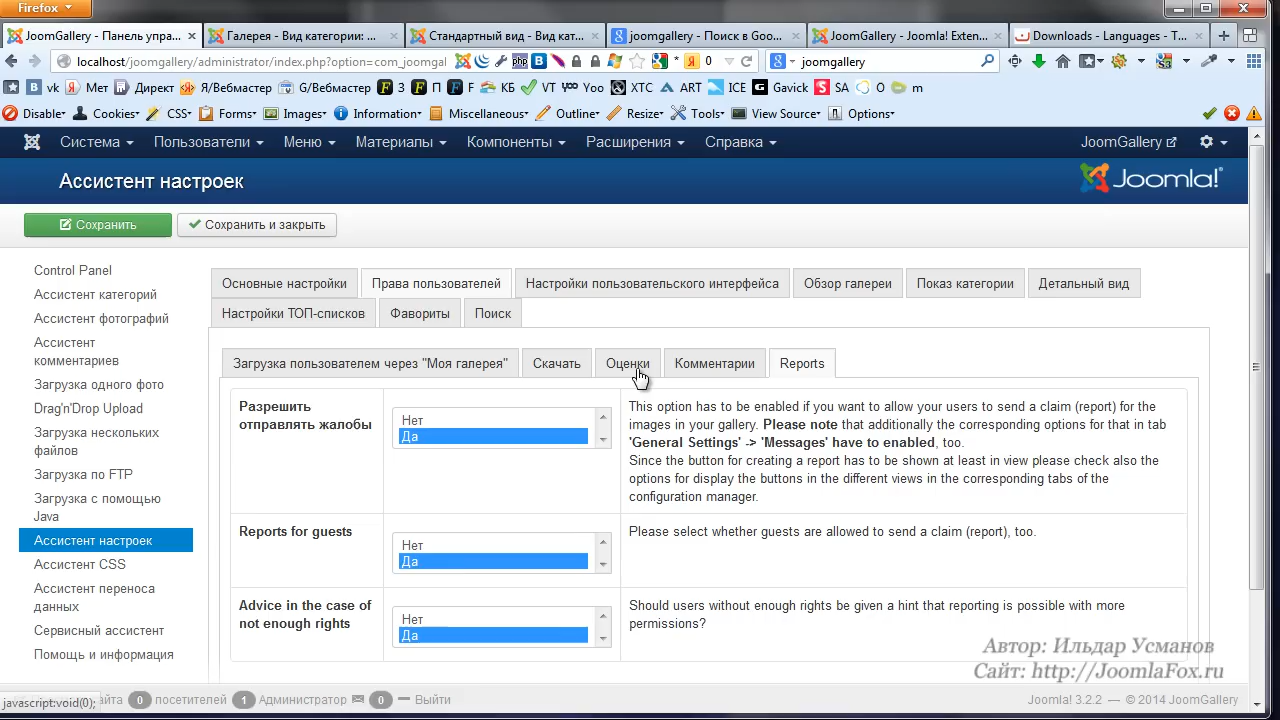 Firefox
JoomGallery - Панель упра...
Галерея - Вид категории: ...
Стандартный вид - Вид кат...
joomgallery - Поиск в Goo...
JoomGallery - Joomla! Exten...
Downloads - Languages - T...
localhost/joomgallery/administrator/index.php?option=com_joomgal
php
0
joomgallery
vk
Мет
Директ
Я/Вебмастер
G/Вебмастер
З
П
F
КБ
VT
Yoo
XTC
ART
ICE
Gavick
SA
O
m
Disable
Cookies
CSS
Forms
Images
Information
Miscellaneous
Outline
Resize
Tools
View Source
Options
Система
Пользователи
Меню
Материалы
Компоненты
Расширения
Справка
JoomGallery
Ассистент настроек
Joomla!
Сохранить
Сохранить и закрыть
Control Panel
Ассистент категорий
Ассистент фотографий
Ассистент
комментариев
Загрузка одного фото
Drag'n'Drop Upload
Загрузка нескольких
файлов
Загрузка по FTP
Загрузка с помощью
Java
Ассистент настроек
Ассистент CSS
Ассистент переноса
данных
Сервисный ассистент
Помощь и информация
Основные настройки
Права пользователей
Настройки пользовательского интерфейса
Обзор галереи
Показ категории
Детальный вид
Настройки ТОП-списков
Фавориты
Поиск
Загрузка пользователем через "Моя галерея"
Скачать
Оценки
Комментарии
Reports
Разрешить
отправлять жалобы
Нет
Да
This option has to be enabled if you want to allow your users to send a claim (report) for the
images in your gallery. Please note that additionally the corresponding options for that in tab
'General Settings' -> 'Messages' have to enabled, too.
Since the button for creating a report has to be shown at least in view please check also the
options for display the buttons in the different views in the corresponding tabs of the
configuration manager.
Reports for guests
Нет
Да
Please select whether guests are allowed to send a claim (report), too.
Advice in the case of
not enough rights
Нет
Да
Should users without enough rights be given a hint that reporting is possible with more
permissions?
Автор: Ильдар Усманов
Сайт: http://JoomlaFox.ru
javascript:void(0);
йта
0
посетителей
1
Администратор
0
Выйти
Joomla! 3.2.2 — © 2014 JoomGallery